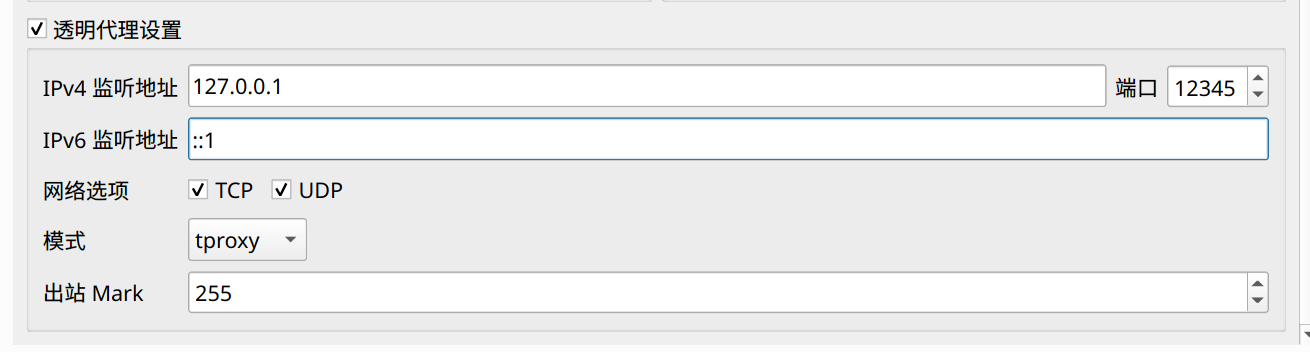 透明代理设置
IPv4 监听地址 127.0.0.1 端口 12345
IPv6 监听地址 ::1
网络选项 TCP UDP
模式 tproxy
出站 Mark 255